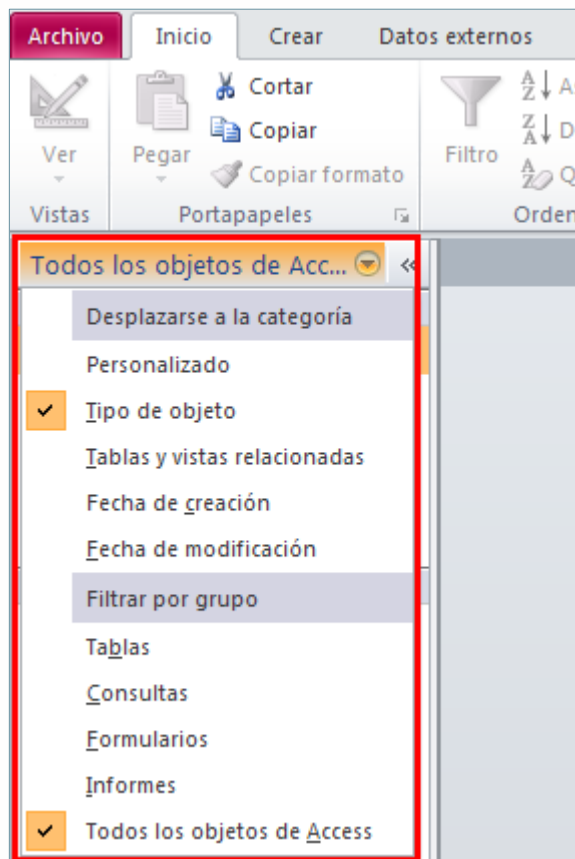 Archivo Inicio Crear Datos externos
Ver
Pegar
Cortar
Copiar
Copiar formato
Filtro
A
D
Q
Vistas Portapapeles Orden
Todos los objetos de Acc...
Desplazarse a la categoría
Personalizado
Tipo de objeto
Tablas y vistas relacionadas
Fecha de creación
Fecha de modificación
Filtrar por grupo
Tablas
Consultas
Formularios
Informes
Todos los objetos de Access